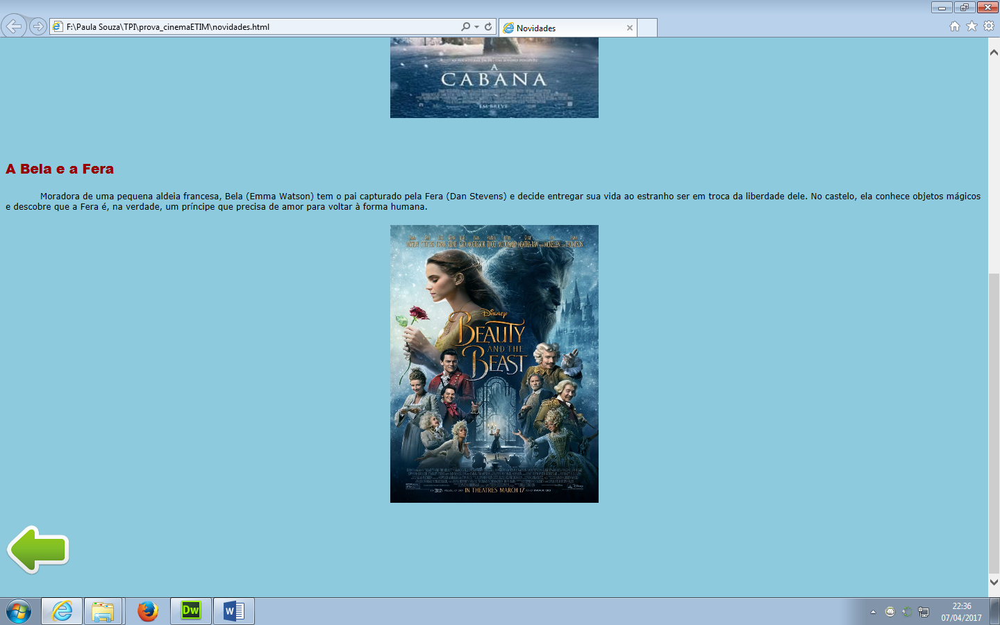 F:\Paula Souza\TPI\prova_cinemaETIM\novidades.html
Novidades
A
CABANA
EM BREVE
A Bela e a Fera
Moradora de uma pequena aldeia francesa, Bela (Emma Watson) tem o pai capturado pela Fera (Dan Stevens) e decide entregar sua vida ao estranho ser em troca da liberdade dele. No castelo, ela conhece objetos mágicos
e descobre que a Fera é, na verdade, um príncipe que precisa de amor para voltar à forma humana.
Disney
BEAUTY
AND THE
BEAST
IN THEATRES MARCH 17
Dw
W
22:36
07/04/2017